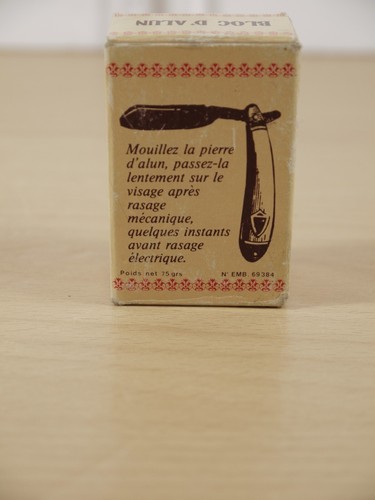 BLOC D'ALUN
Mouillez la pierre
d'alun, passez-la
lentement sur le
visage après
rasage
mécanique,
quelques instants
avant rasage
électrique.
Poids net 75 grs N° EMB. 69384